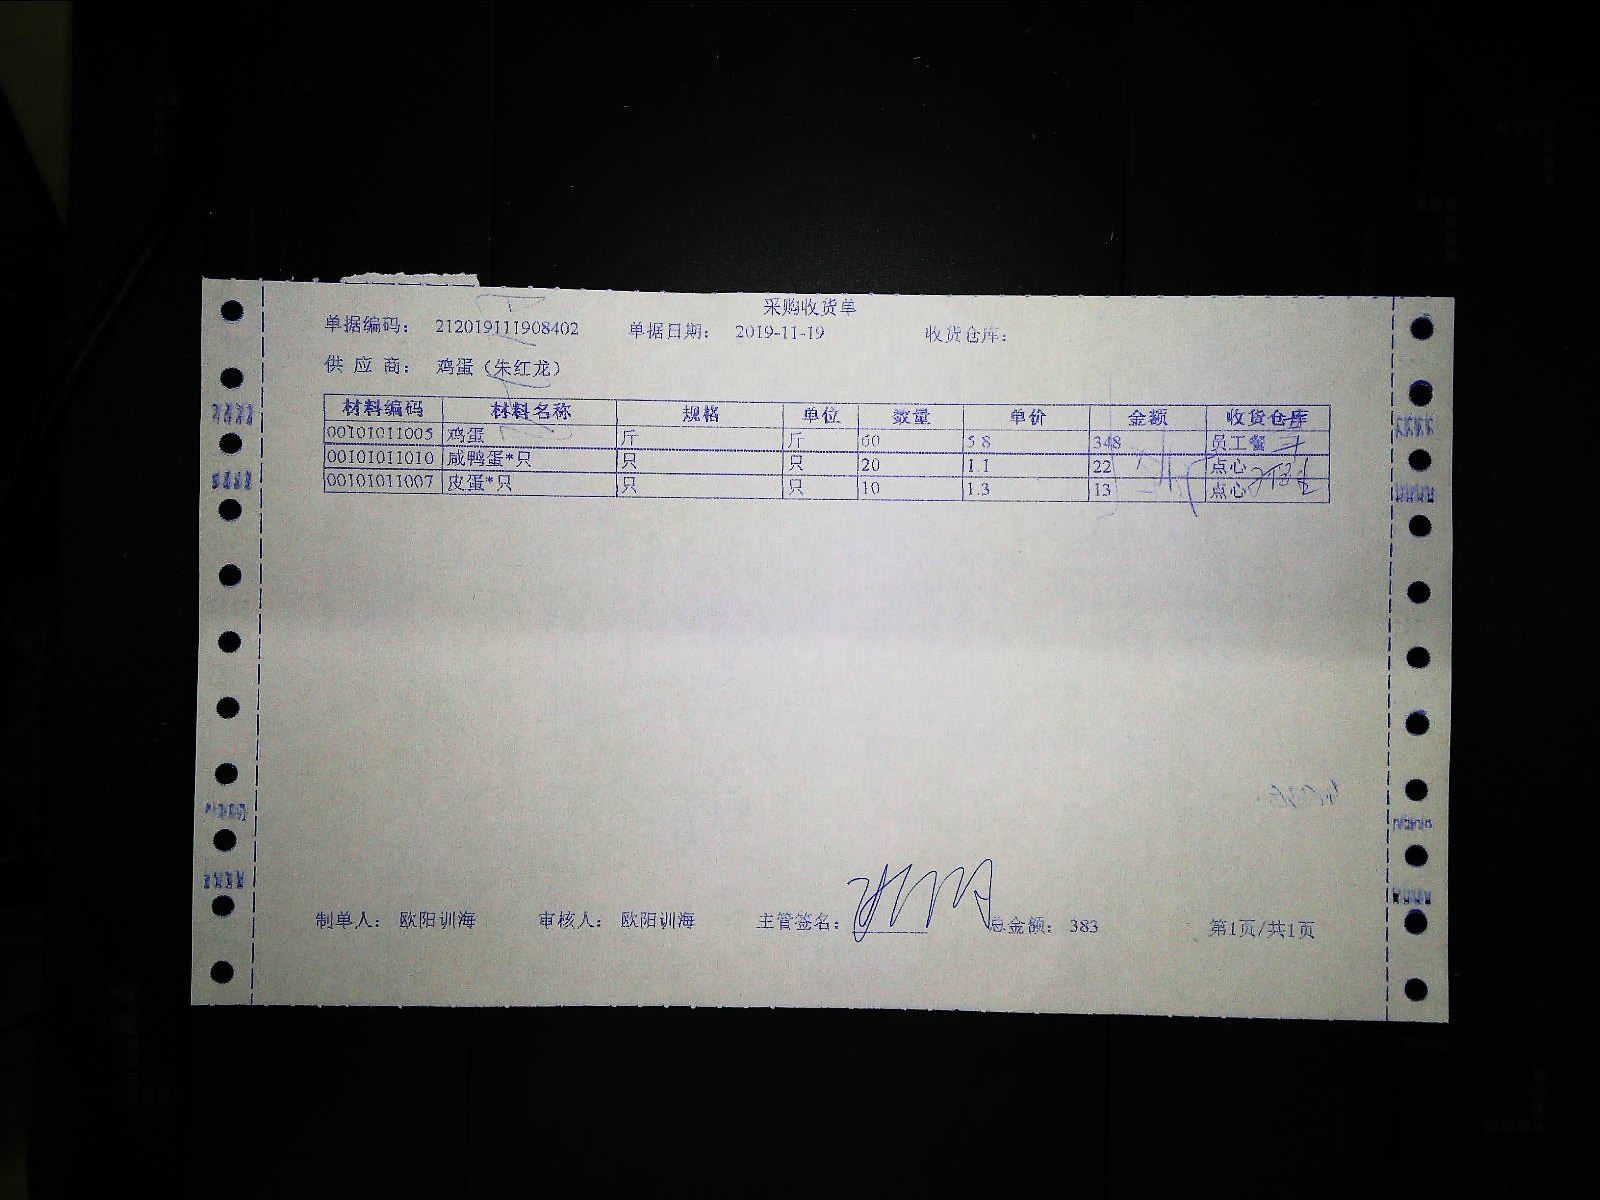 采购收货单
单据编码： 212019111908402 单据日期： 2019-11-19 收货仓库：
供 应 商： 鸡蛋（朱红龙）
材料编码 材料名称 规格 单位 数量 单价 金额 收货仓库
00101011005 鸡蛋 斤 斤 60 5.8 348 员工餐
00101011010 咸鸭蛋*只 只 只 20 1.1 22 点心
00101011007 皮蛋*只 只 只 10 1.3 13 点心
制单人： 欧阳训海 审核人： 欧阳训海 主管签名： 总金额： 383 第1页/共1页